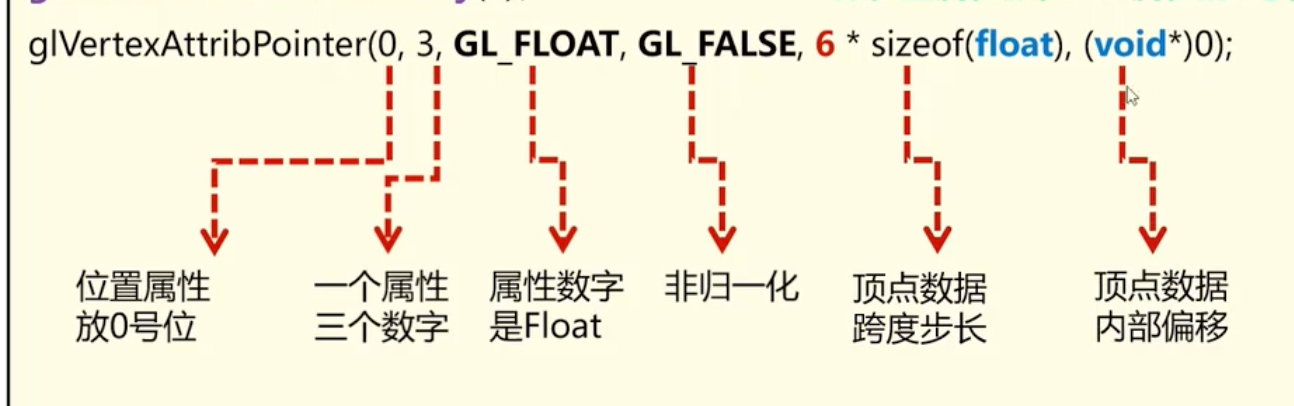 glVertexAttribPointer(0, 3, GL_FLOAT, GL_FALSE, 6 * sizeof(float), (void*)0);
位置属性
放0号位
一个属性
三个数字
属性数字
是Float
非归一化
顶点数据
跨度步长
顶点数据
内部偏移